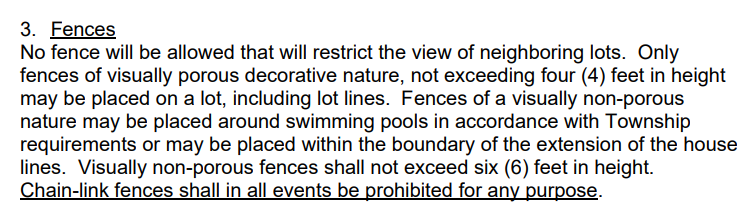 3. Fences
No fence will be allowed that will restrict the view of neighboring lots. Only
fences of visually porous decorative nature, not exceeding four (4) feet in height
may be placed on a lot, including lot lines. Fences of a visually non-porous
nature may be placed around swimming pools in accordance with Township
requirements or may be placed within the boundary of the extension of the house
lines. Visually non-porous fences shall not exceed six (6) feet in height.
Chain-link fences shall in all events be prohibited for any purpose.